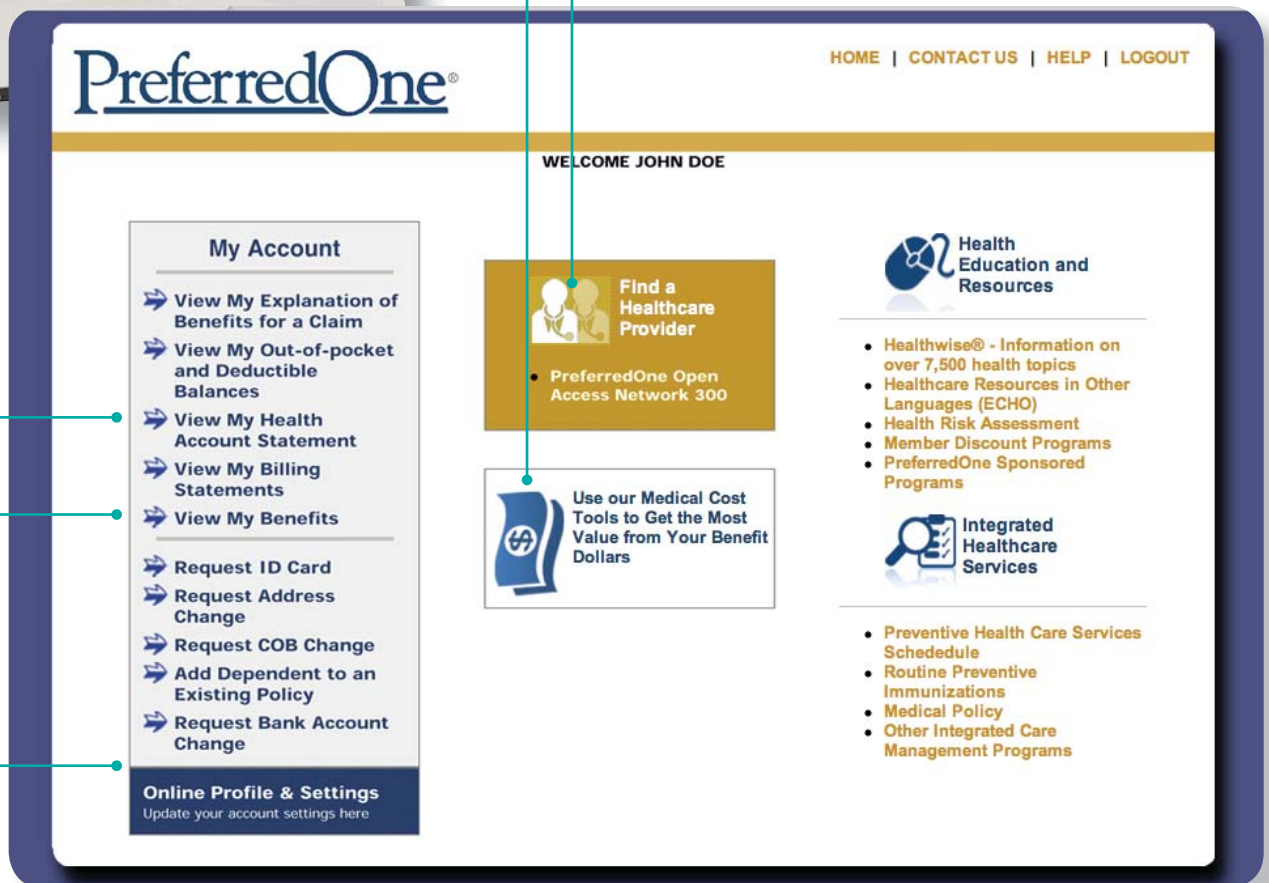 PreferredOne®
HOME | CONTACT US | HELP | LOGOUT
WELCOME JOHN DOE
My Account
View My Explanation of
Benefits for a Claim
View My Out-of-pocket
and Deductible
Balances
View My Health
Account Statement
View My Billing
Statements
View My Benefits
Request ID Card
Request Address
Change
Request COB Change
Add Dependent to an
Existing Policy
Request Bank Account
Change
Online Profile & Settings
Update your account settings here
Find a
Healthcare
Provider
• PreferredOne Open
Access Network 300
Use our Medical Cost
Tools to Get the Most
Value from Your Benefit
Dollars
Health
Education and
Resources
• Healthwise® - Information on
over 7,500 health topics
• Healthcare Resources in Other
Languages (ECHO)
• Health Risk Assessment
• Member Discount Programs
• PreferredOne Sponsored
Programs
Integrated
Healthcare
Services
• Preventive Health Care Services
Schededule
• Routine Preventive
Immunizations
• Medical Policy
• Other Integrated Care
Management Programs